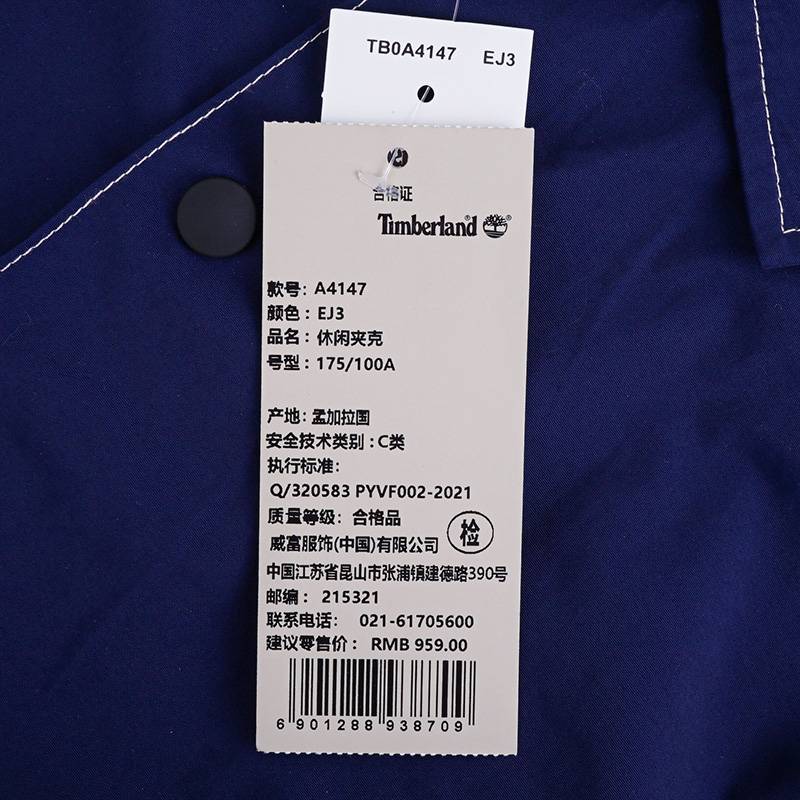 TB0A4147 EJ3
合格证
Timberland
款号: A4147
颜色: EJ3
品名: 休闲夹克
号型: 175/100A
产地: 孟加拉国
安全技术类别: C类
执行标准:
Q/320583 PYVF002-2021
质量等级: 合格品
检
威富服饰(中国)有限公司
中国江苏省昆山市张浦镇建德路390号
邮编: 215321
联系电话: 021-61705600
建议零售价: RMB 959.00
6 901288 938709